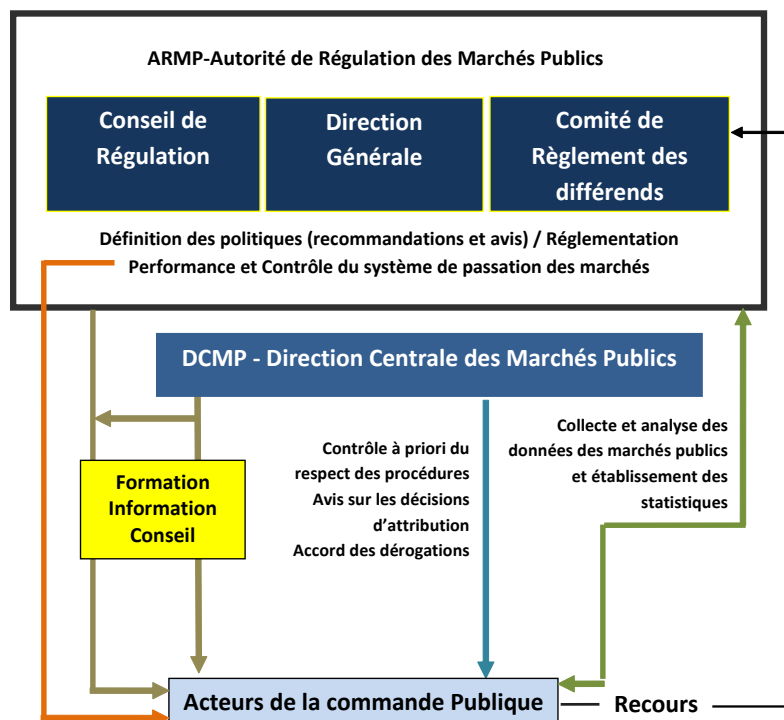 ARMP-Autorité de Régulation des Marchés Publics
Conseil de
Régulation
Direction
Générale
Comité de
Règlement des
différends
Définition des politiques (recommandations et avis) / Réglementation
Performance et Contrôle du système de passation des marchés
DCMP - Direction Centrale des Marchés Publics
Formation
Information
Conseil
Contrôle à priori du
respect des procédures
Avis sur les décisions
d’attribution
Accord des dérogations
Collecte et analyse des
données des marchés publics
et établissement des
statistiques
Acteurs de la commande Publique
Recours